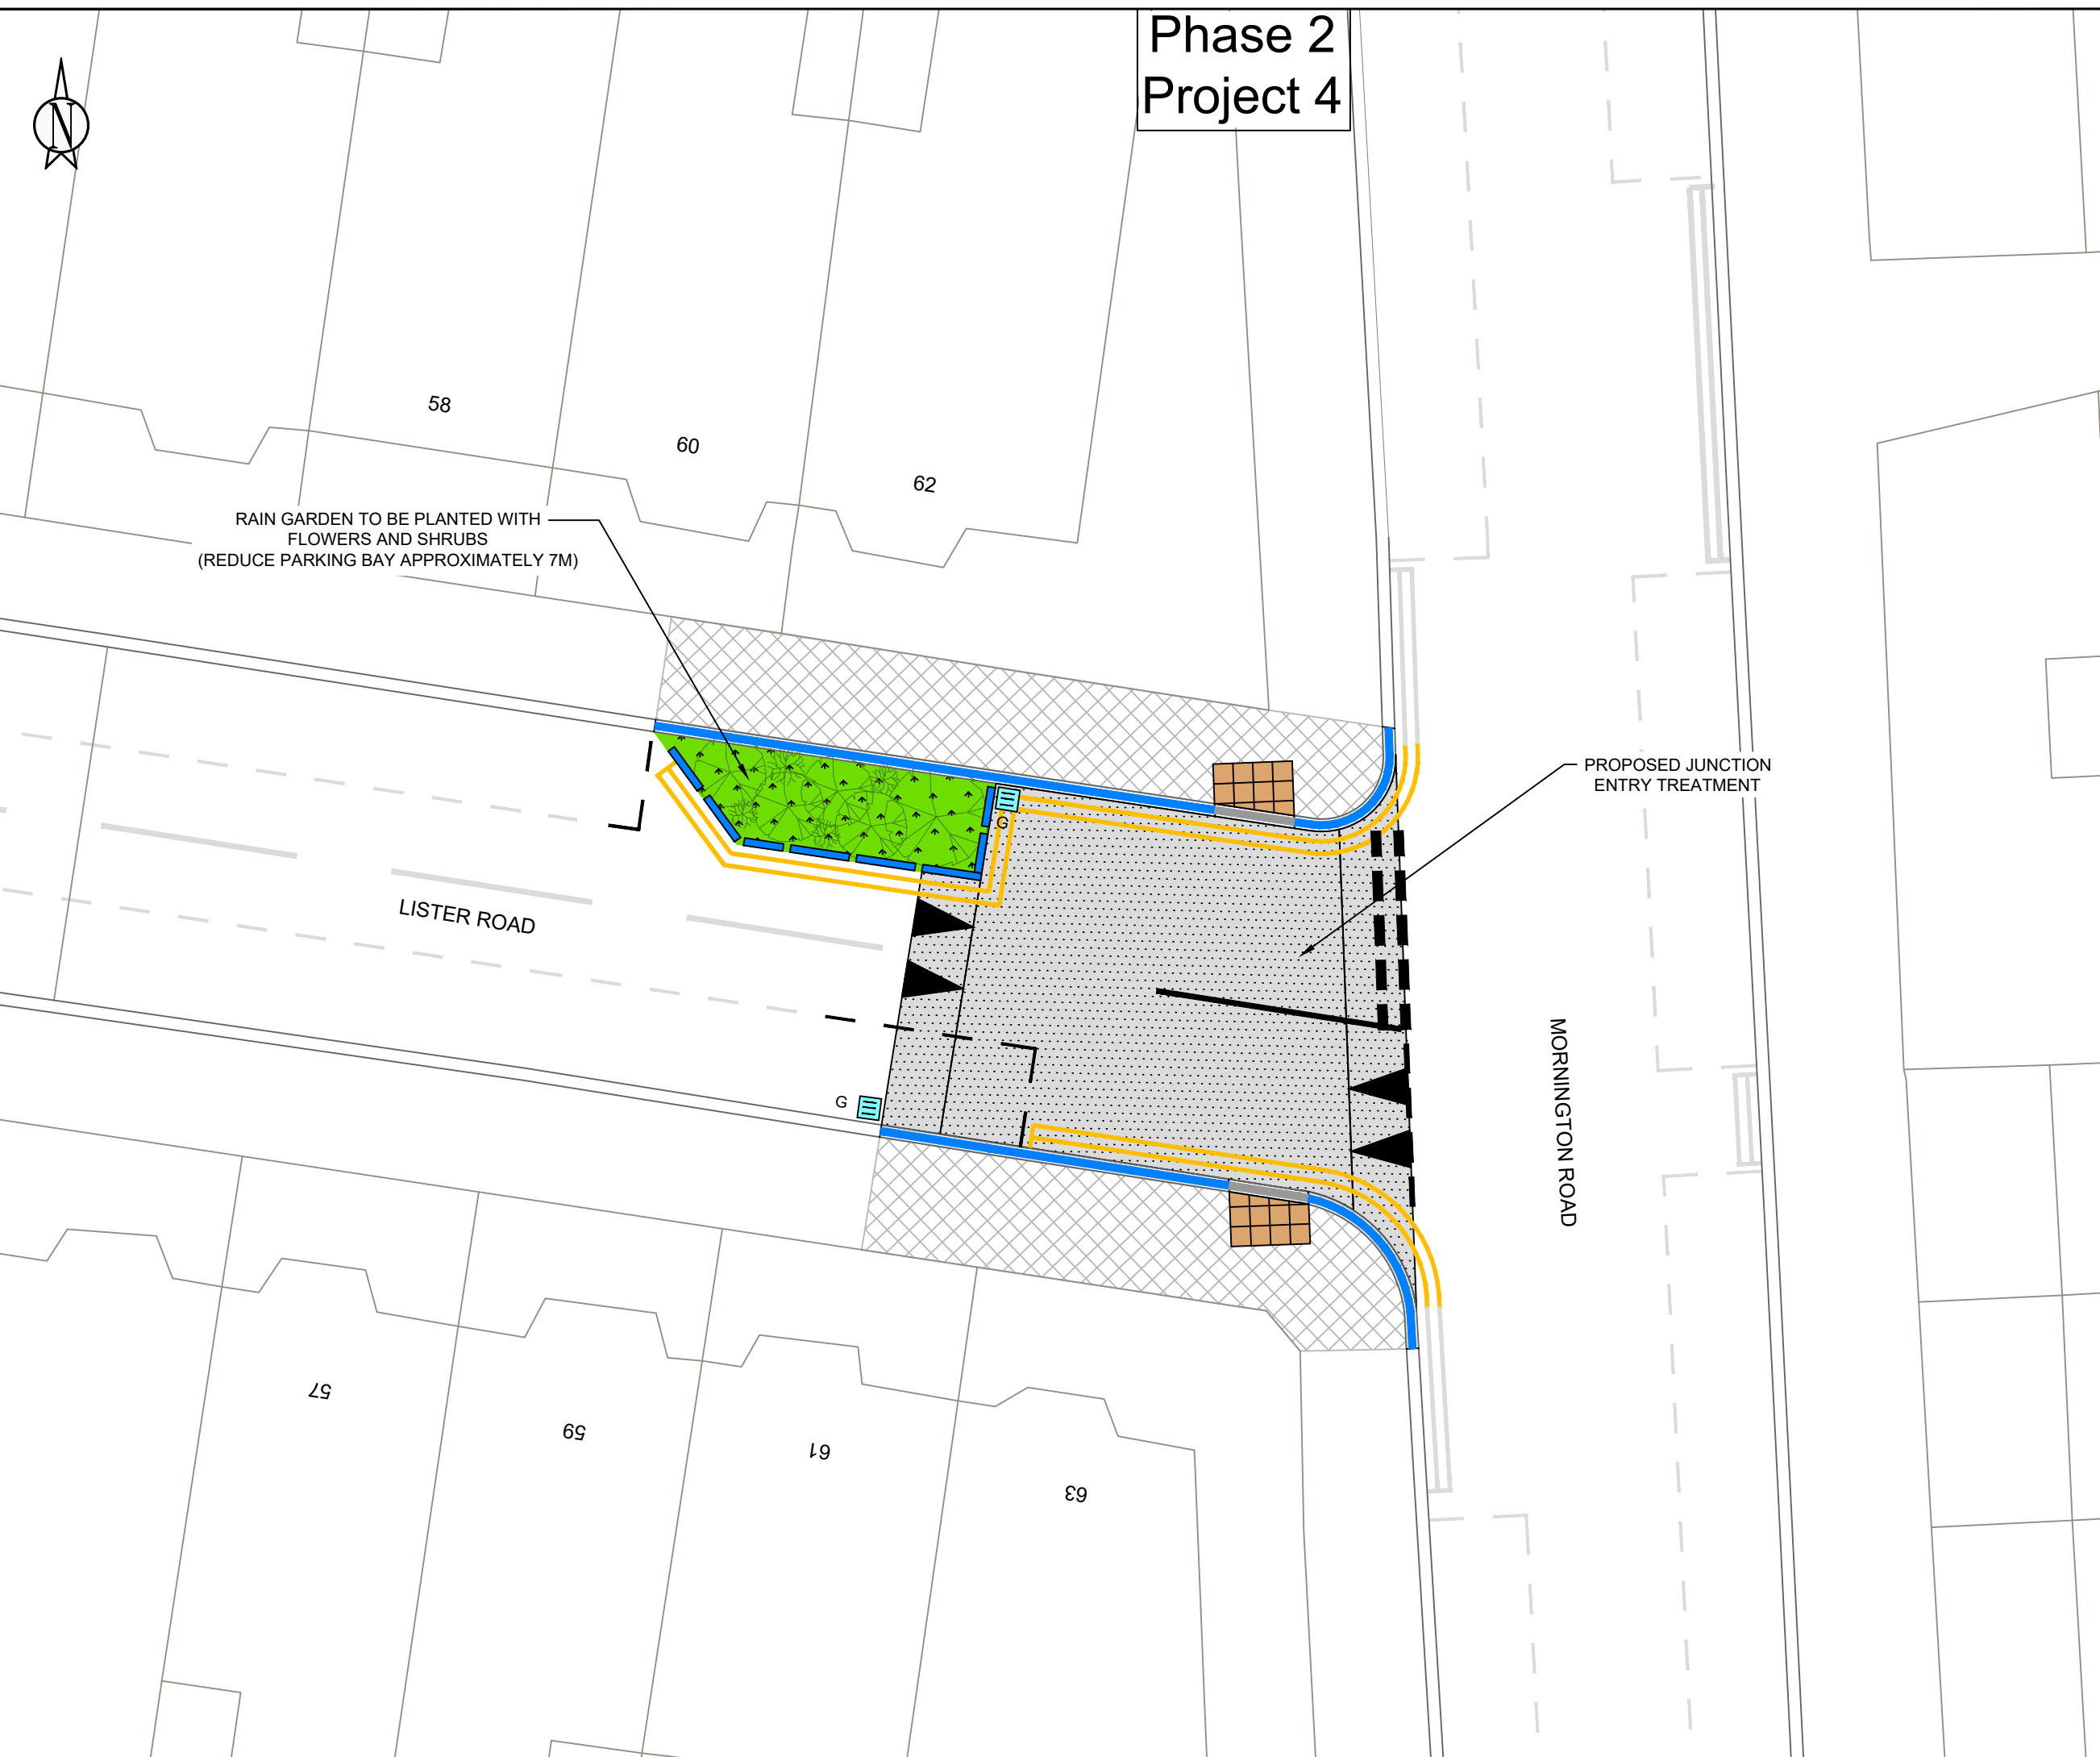 Phase 2
Project 4
N
58
60
62
RAIN GARDEN TO BE PLANTED WITH
FLOWERS AND SHRUBS
(REDUCE PARKING BAY APPROXIMATELY 7M)
PROPOSED JUNCTION
ENTRY TREATMENT
G
LISTER ROAD
MORNINGTON ROAD
G
57
59
61
63